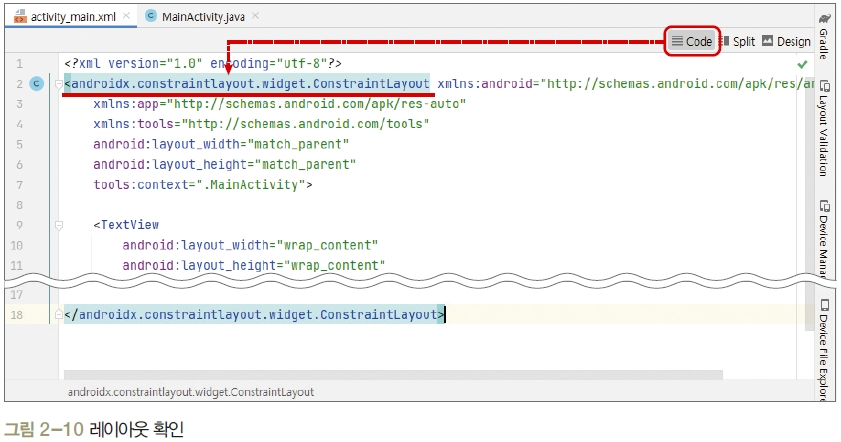 activity_main.xml × MainActivity.java ×
Code Split Design
1 <?xml version="1.0" encoding="utf-8"?>
2 <androidx.constraintlayout.widget.ConstraintLayout xmlns:android="http://schemas.android.com/apk/res/an
3 xmlns:app="http://schemas.android.com/apk/res-auto"
4 xmlns:tools="http://schemas.android.com/tools"
5 android:layout_width="match_parent"
6 android:layout_height="match_parent"
7 tools:context=".MainActivity">
8
9 <TextView
10 android:layout_width="wrap_content"
11 android:layout_height="wrap_content"
17
18 </androidx.constraintlayout.widget.ConstraintLayout>
androidx.constraintlayout.widget.ConstraintLayout
Gradle
Layout Validation
Device Mana
Device File Explore
그림 2-10 레이아웃 확인